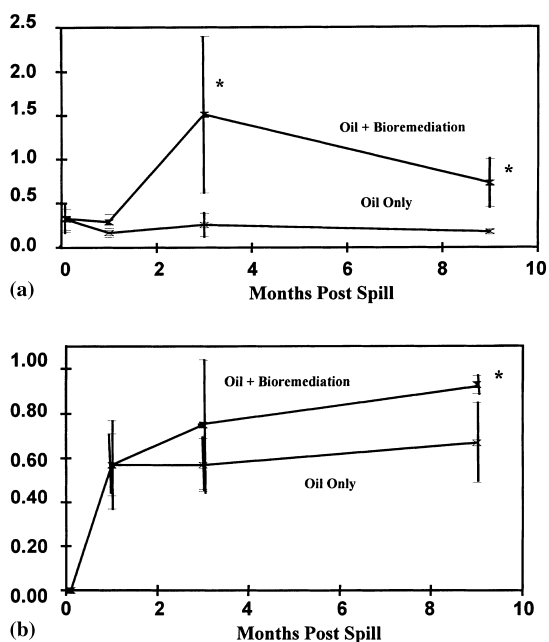 2.5
2.0
*
1.5
Oil + Bioremediation
1.0
*
0.5
Oil Only
0.0
0 2 4 6 8 10
(a)
Months Post Spill
1.00
Oil + Bioremediation
*
0.80
0.60
Oil Only
0.40
0.20
0.00
0 2 4 6 8 10
(b)
Months Post Spill